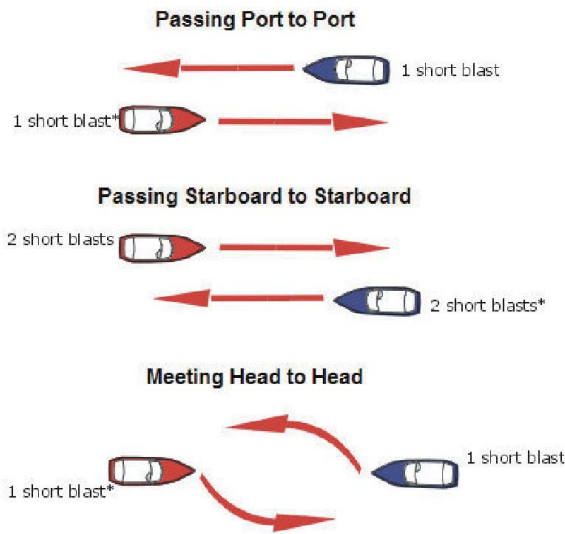 Passing Port to Port
1 short blast
1 short blast*
Passing Starboard to Starboard
2 short blasts
2 short blasts*
Meeting Head to Head
1 short blast
1 short blast*